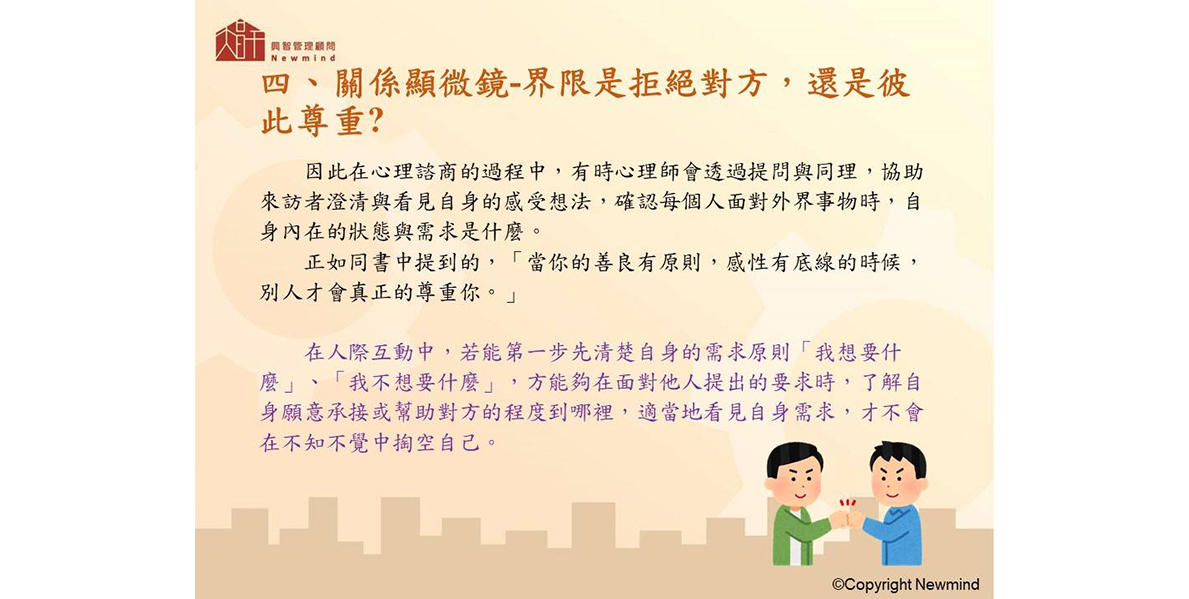 興智管理顧問
Newmind
四、關係顯微鏡-界限是拒絕對方，還是彼
此尊重?
因此在心理諮商的過程中，有時心理師會透過提問與同理，協助
來訪者澄清與看見自身的感受想法，確認每個人面對外界事物時，自
身內在的狀態與需求是什麼。
正如同書中提到的，「當你的善良有原則，感性有底線的時候，
別人才會真正的尊重你。」
在人際互動中，若能第一步先清楚自身的需求原則「我想要什
麼」、「我不想要什麼」，方能夠在面對他人提出的要求時，了解自
身願意承接或幫助對方的程度到哪裡，適當地看見自身需求，才不會
在不知不覺中掏空自己。
©Copyright Newmind